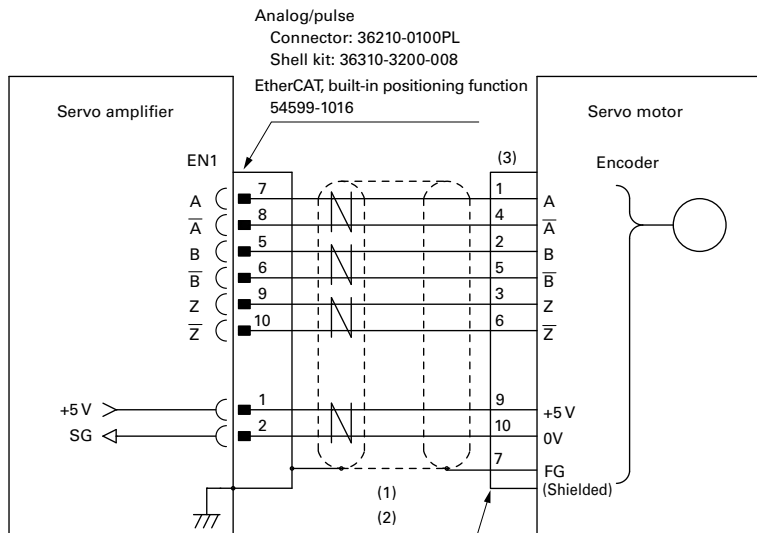 Analog/pulse
Connector: 36210-0100PL
Shell kit: 36310-3200-008
EtherCAT, built-in positioning function
54599-1016
Servo amplifier
Servo motor
EN1
(3)
Encoder
A 7 1 A
A̅ 8 4 A̅
B 5 2 B
B̅ 6 5 B̅
Z 9 3 Z
Z̅ 10 6 Z̅
+5 V 1 9 +5 V
SG 2 10 0V
7 FG
(Shielded)
(1)
(2)